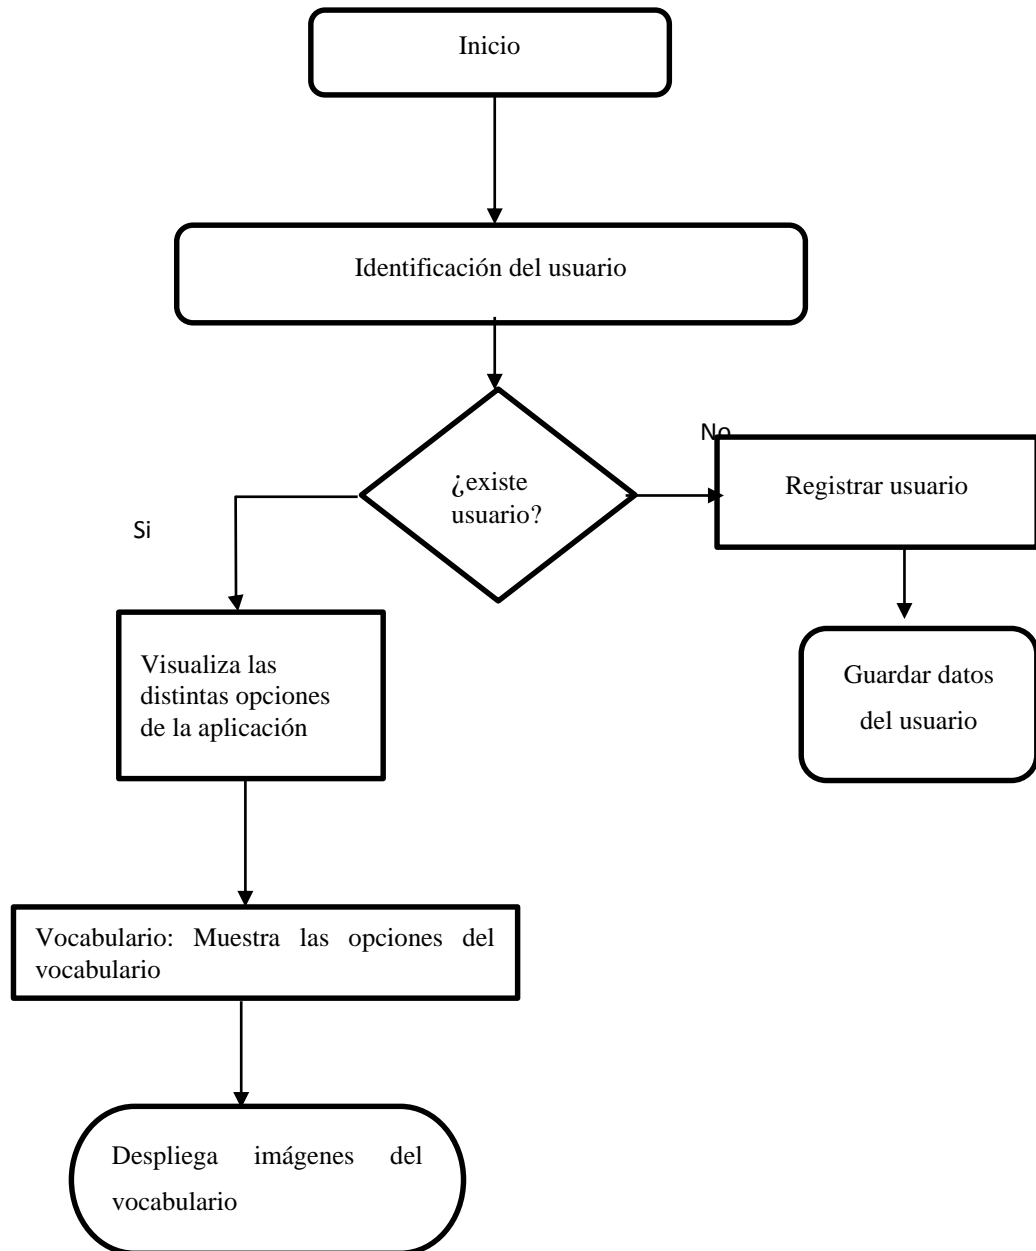 Inicio
Identificación del usuario
¿existe
usuario?
No
Registrar usuario
Si
Visualiza las
distintas opciones
de la aplicación
Guardar datos
del usuario
Vocabulario: Muestra las opciones del
vocabulario
Despliega imágenes del
vocabulario